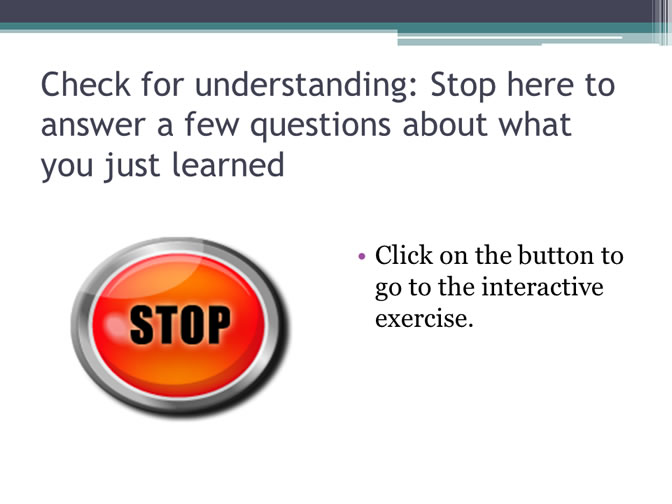 Check for understanding: Stop here to
answer a few questions about what
you just learned
STOP
• Click on the button to
go to the interactive
exercise.